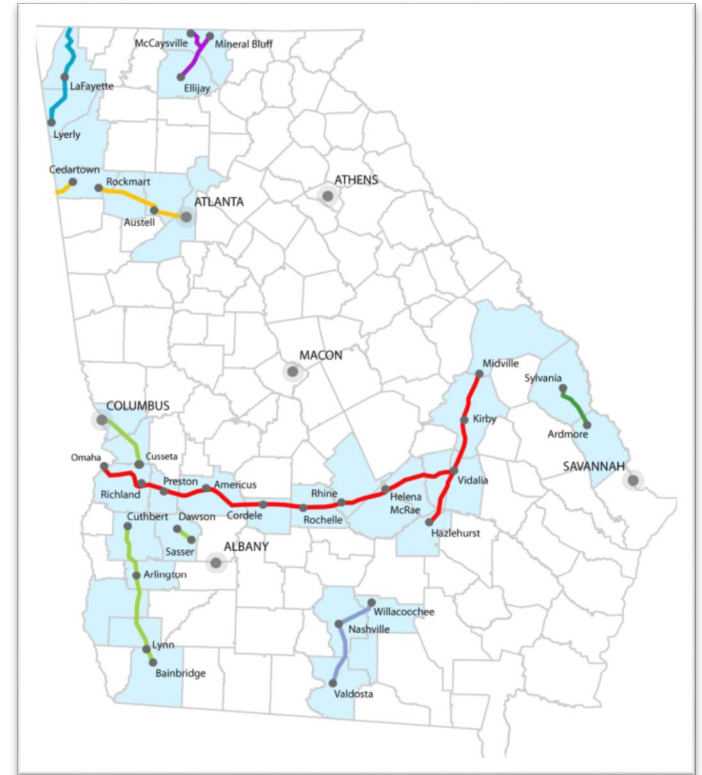 McCaysville
Mineral Bluff
LaFayette
Ellijay
Lyerly
Cedartown
Rockmart
ATHENS
ATLANTA
Austell
MACON
Midville
Sylvania
COLUMBUS
Kirby
Ardmore
Omaha
Cusseta
SAVANNAH
Preston
Americus
Vidalia
Richland
Rhine
Helena
McRae
Cordele
Rochelle
Cuthbert
Dawson
Hazlehurst
Sasser
ALBANY
Arlington
Willacoochee
Nashville
Lynn
Bainbridge
Valdosta